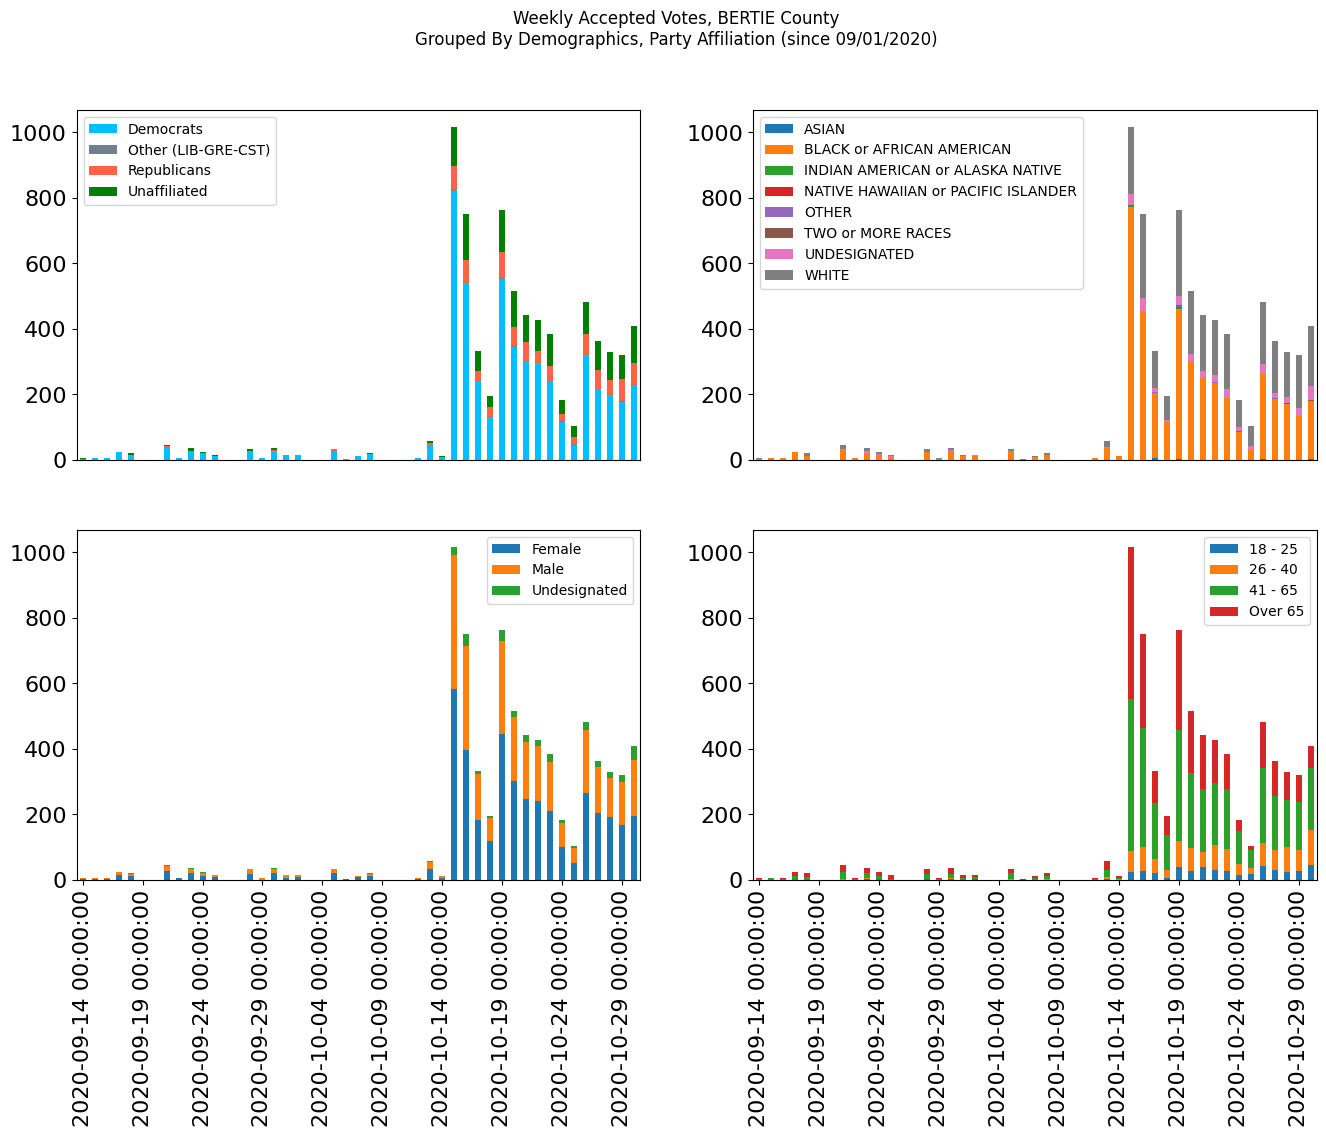 Weekly Accepted Votes, BERTIE County
Grouped By Demographics, Party Affiliation (since 09/01/2020)
1000
800
600
400
200
0
Democrats
Other (LIB-GRE-CST)
Republicans
Unaffiliated
1000
800
600
400
200
0
ASIAN
BLACK or AFRICAN AMERICAN
INDIAN AMERICAN or ALASKA NATIVE
NATIVE HAWAIIAN or PACIFIC ISLANDER
OTHER
TWO or MORE RACES
UNDESIGNATED
WHITE
1000
800
600
400
200
0
Female
Male
Undesignated
2020-09-14 00:00:00
2020-09-19 00:00:00
2020-09-24 00:00:00
2020-09-29 00:00:00
2020-10-04 00:00:00
2020-10-09 00:00:00
2020-10-14 00:00:00
2020-10-19 00:00:00
2020-10-24 00:00:00
2020-10-29 00:00:00
1000
800
600
400
200
0
18 - 25
26 - 40
41 - 65
Over 65
2020-09-14 00:00:00
2020-09-19 00:00:00
2020-09-24 00:00:00
2020-09-29 00:00:00
2020-10-04 00:00:00
2020-10-09 00:00:00
2020-10-14 00:00:00
2020-10-19 00:00:00
2020-10-24 00:00:00
2020-10-29 00:00:00